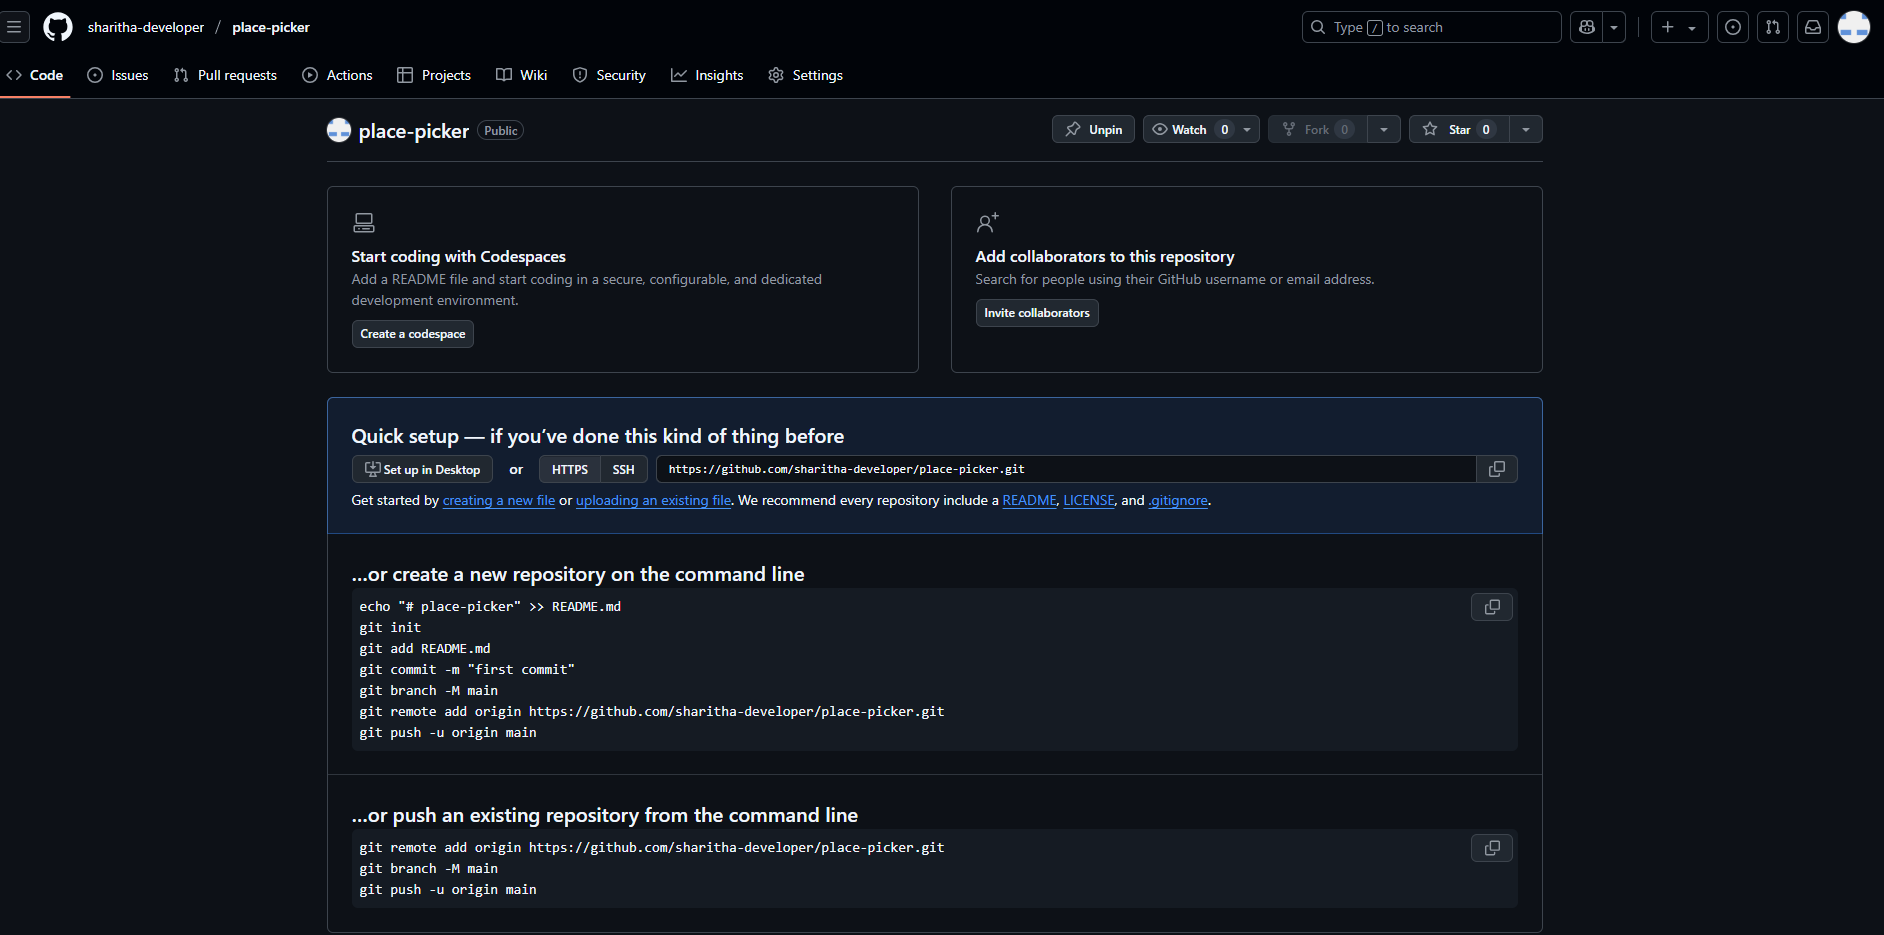 sharitha-developer / place-picker
Type / to search
Code Issues Pull requests Actions Projects Wiki Security Insights Settings
place-picker Public
Unpin Watch 0 Fork 0 Star 0
Start coding with Codespaces
Add a README file and start coding in a secure, configurable, and dedicated
development environment.
Create a codespace
Add collaborators to this repository
Search for people using their GitHub username or email address.
Invite collaborators
Quick setup — if you’ve done this kind of thing before
Set up in Desktop or HTTPS SSH https://github.com/sharitha-developer/place-picker.git
Get started by creating a new file or uploading an existing file. We recommend every repository include a README, LICENSE, and .gitignore.
…or create a new repository on the command line
echo "# place-picker" >> README.md
git init
git add README.md
git commit -m "first commit"
git branch -M main
git remote add origin https://github.com/sharitha-developer/place-picker.git
git push -u origin main
…or push an existing repository from the command line
git remote add origin https://github.com/sharitha-developer/place-picker.git
git branch -M main
git push -u origin main